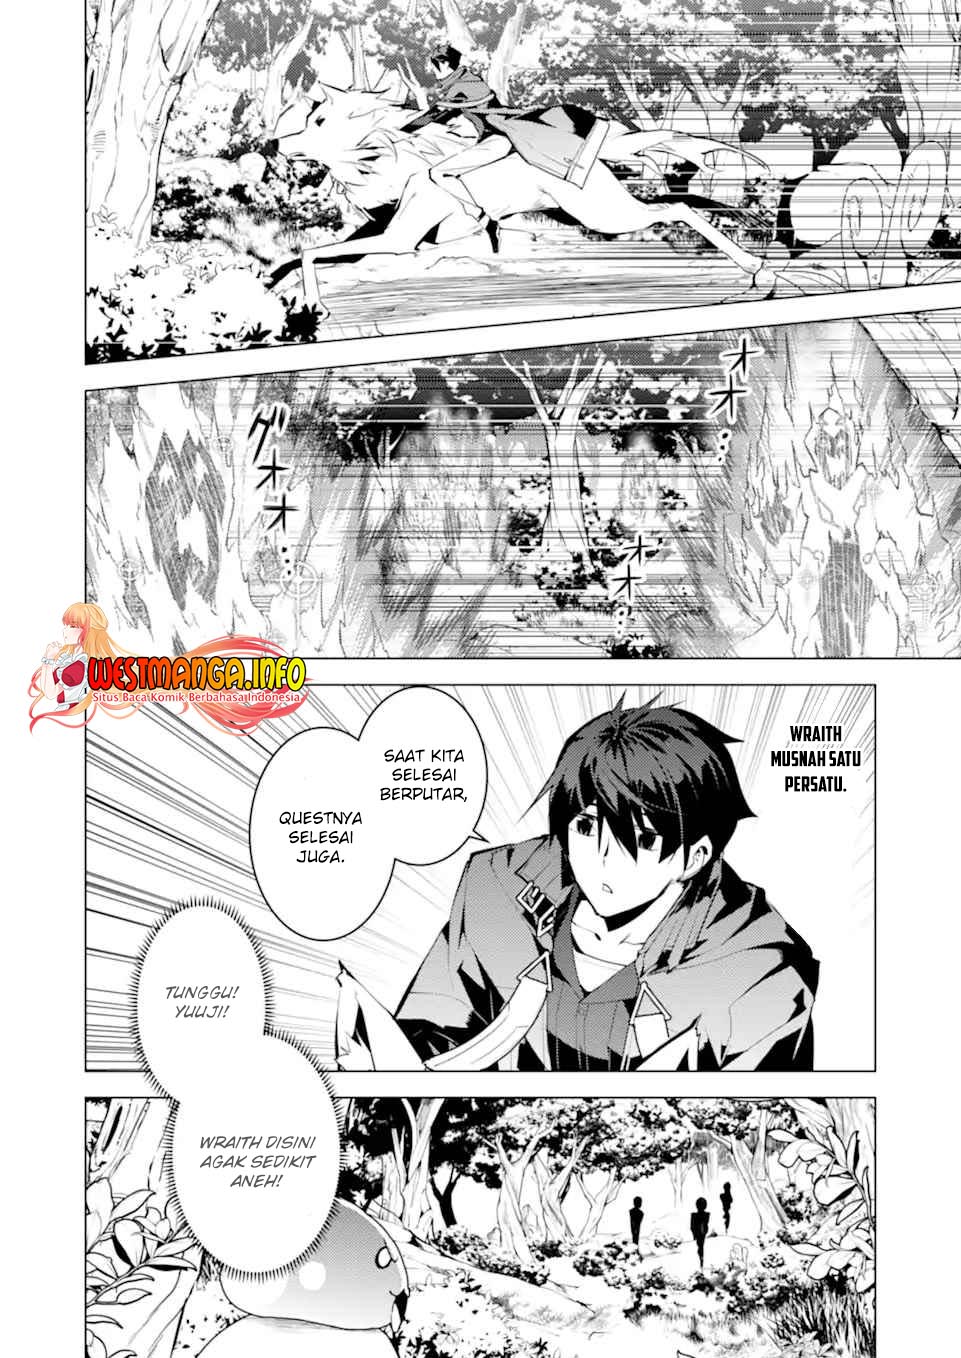 オオ…
グオオ…
オオ…
WESTMANGA.INFO
Situs Baca Komik Berbahasa Indonesia
WRAITH
MUSNAH SATU
PERSATU.
SAAT KITA
SELESAI
BERPUTAR,
QUESTNYA
SELESAI
JUGA.
TUNGGU!
YUUJI!
WRAITH DISINI
AGAK SEDIKIT
ANEH!